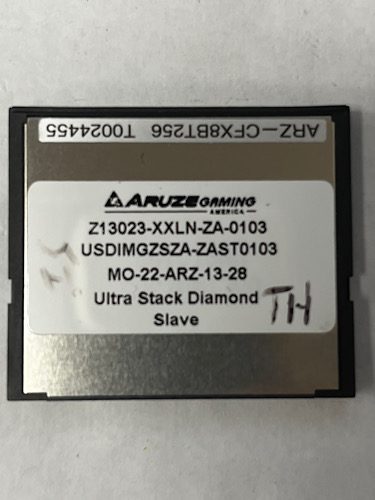 ARZ-CFX8BT256 T0024455
ARUZE GAMING
AMERICA
Z13023-XXLN-ZA-0103
USDIMGZSZA-ZAST0103
MO-22-ARZ-13-28
Ultra Stack Diamond
Slave
TH